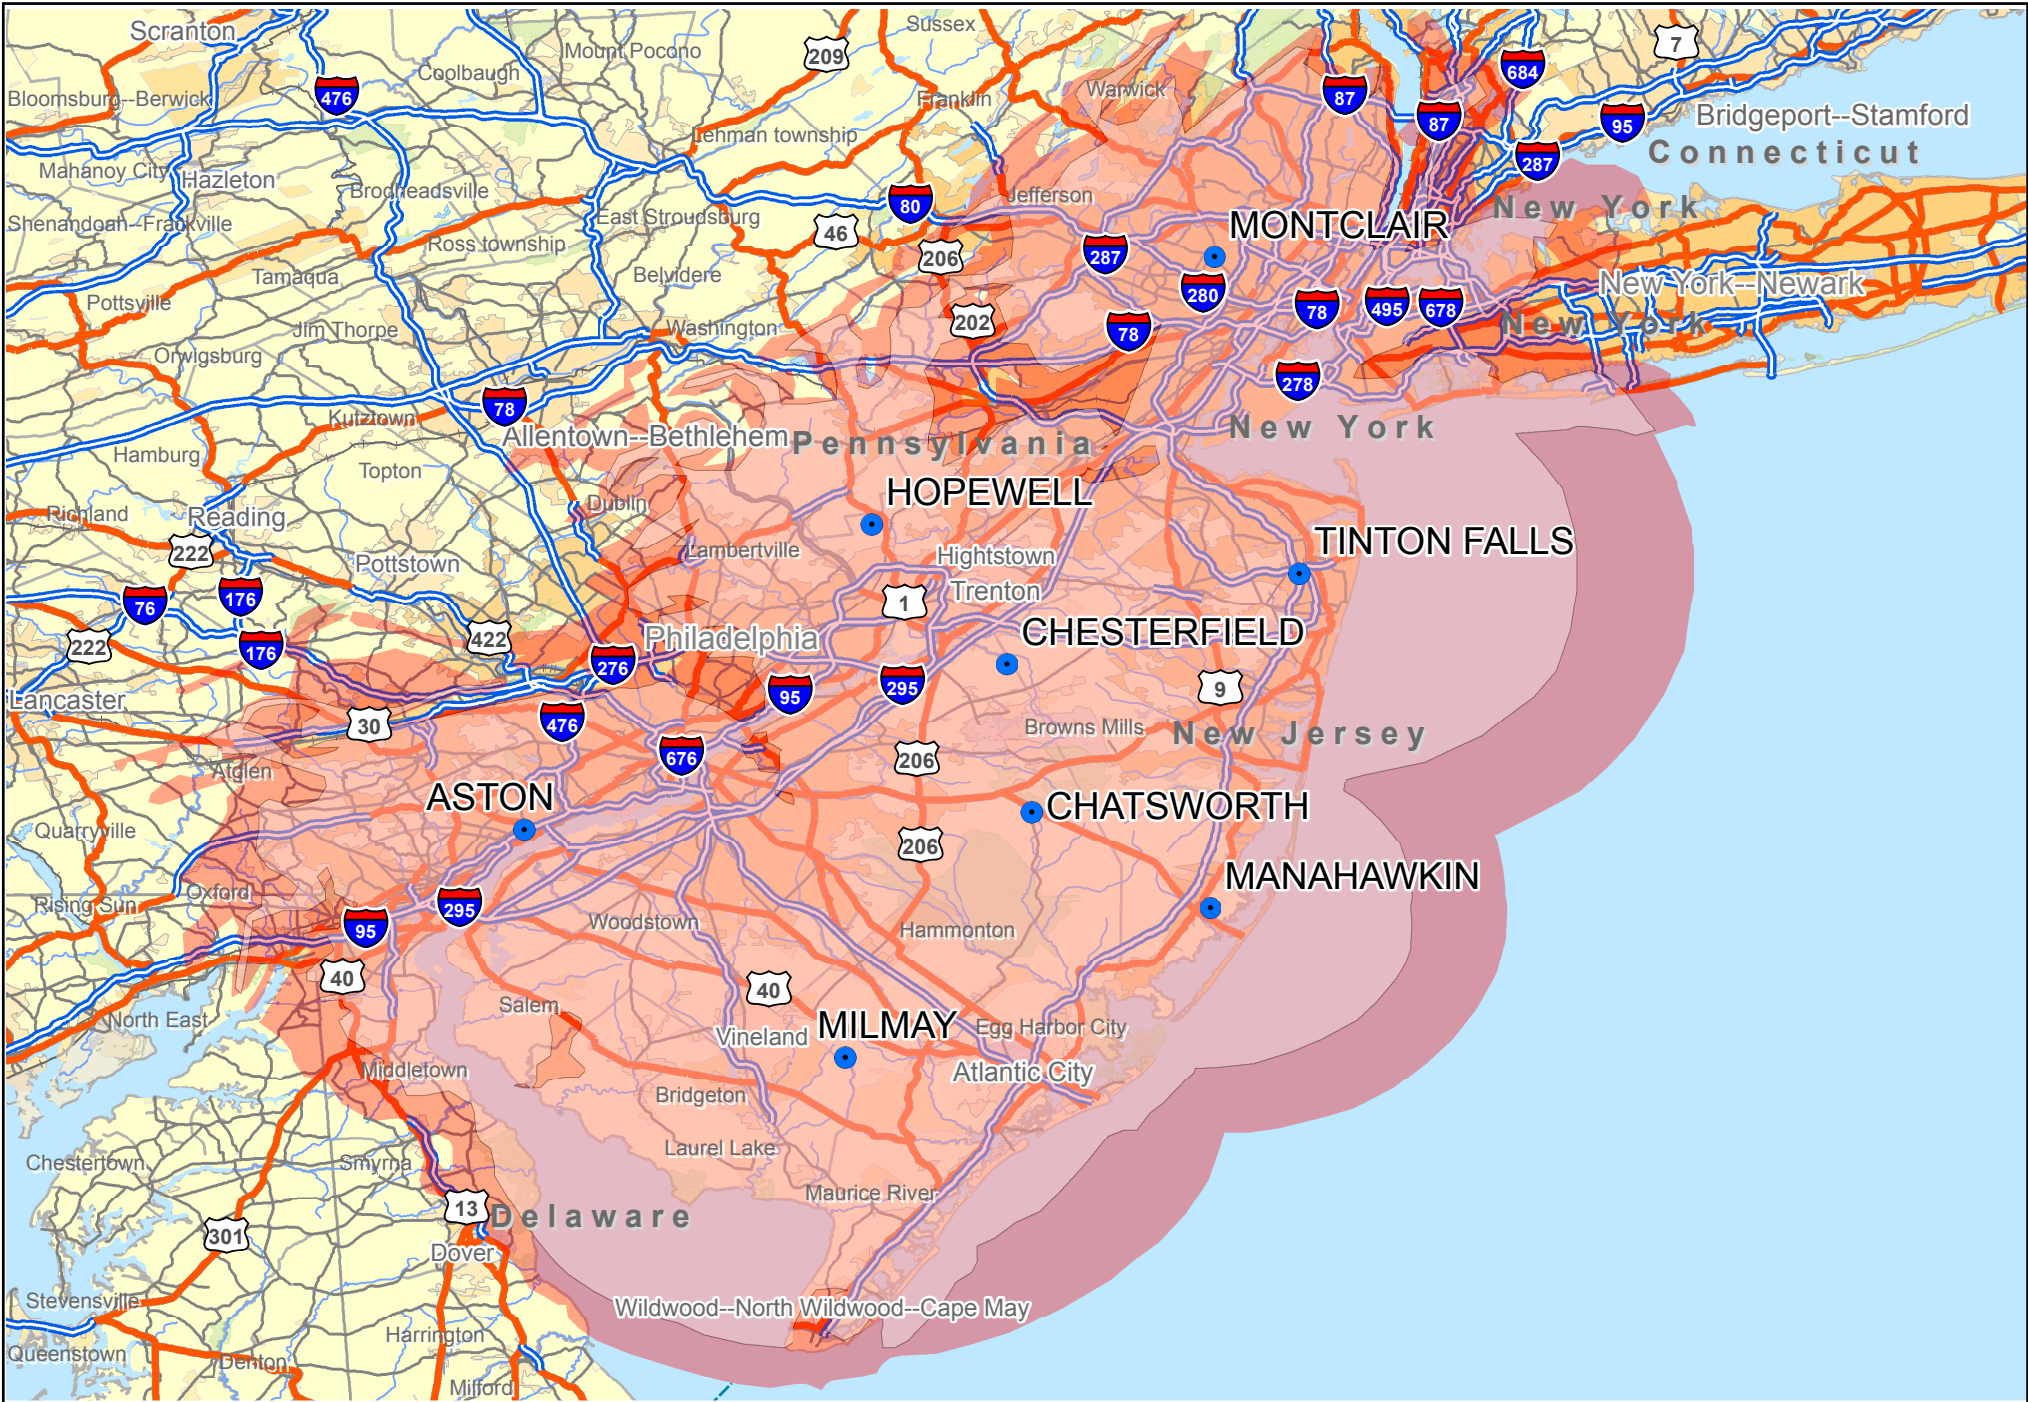 Scranton
Sussex
7
Mount Pocono
209
Coolbaugh
684
476
Bloomsburg--Berwick
Franklin
Warwick
87
87
95
Bridgeport--Stamford
Lehman township
Connecticut
287
Mahanoy City
Hazleton
Brodheadsville
Jefferson
80
New York
Shenandoah--Frackville
East Stroudsburg
46
MONTCLAIR
Ross township
206
287
Tamaqua
Belvidere
New York--Newark
280
Pottsville
78
495
678
Jim Thorpe
Washington
202
78
New York
Orwigsburg
278
78
Kutztown
Allentown--Bethlehem
Pennsylvania
New York
Hamburg
Topton
HOPEWELL
Dublin
Richland
Reading
TINTON FALLS
222
Lambertville
Hightstown
Pottstown
Trenton
76
176
1
222
176
422
Philadelphia
CHESTERFIELD
276
Lancaster
95
295
9
30
476
Browns Mills
New Jersey
676
206
Atglen
ASTON
CHATSWORTH
Quarryville
206
MANAHAWKIN
Oxford
Rising Sun
295
95
Woodstown
Hammonton
40
40
Salem
North East
Vineland
MILMAY
Egg Harbor City
Middletown
Atlantic City
Bridgeton
Laurel Lake
Chestertown
Smyrna
Maurice River
13
Delaware
301
Dover
Stevensville
Wildwood--North Wildwood--Cape May
Harrington
Queenstown
Denton
Milford